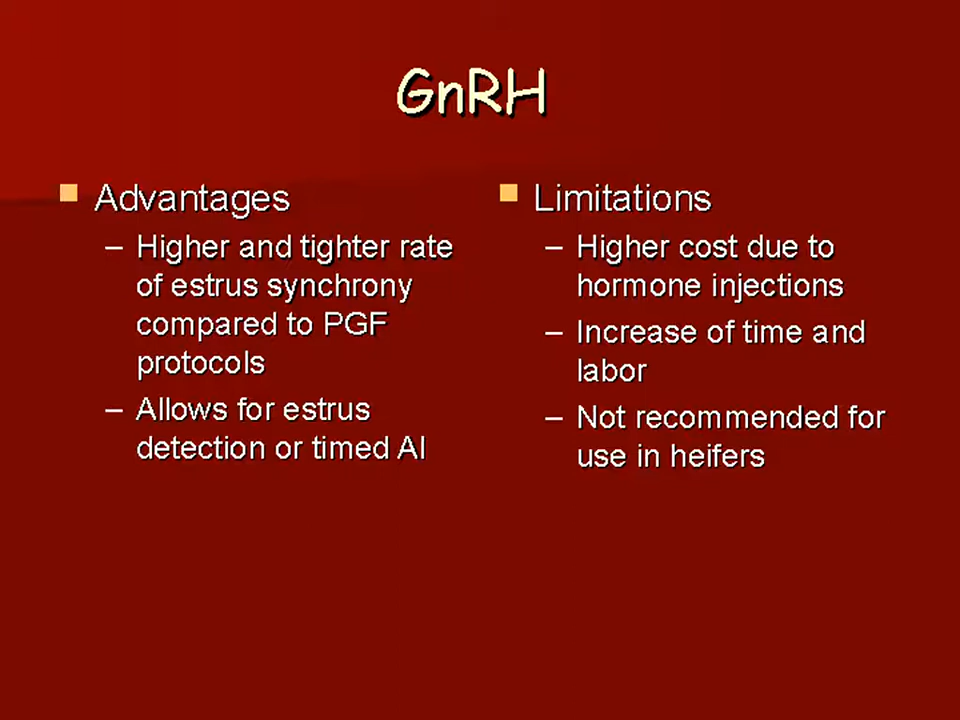 GnRH
Advantages
– Higher and tighter rate
of estrus synchrony
compared to PGF
protocols
– Allows for estrus
detection or timed AI
Limitations
– Higher cost due to
hormone injections
– Increase of time and
labor
– Not recommended for
use in heifers